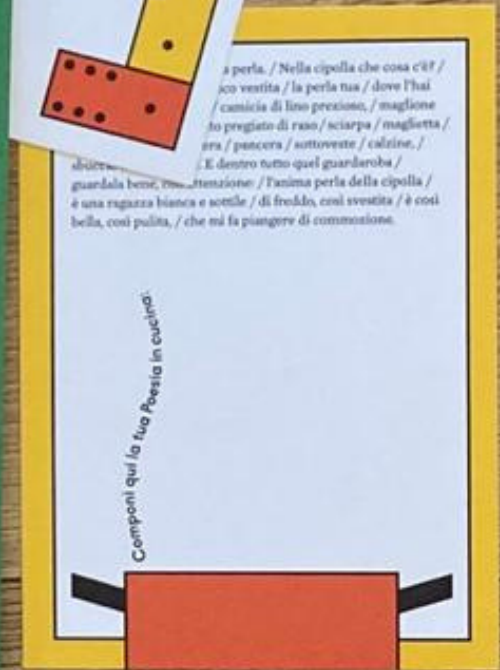 a perla. / Nella cipolla che cosa c'è? /
co vestita / la perla tua / dove l'hai
/ camicia di lino prezioso, / maglione
to pregiato di raso / sciarpa / maglietta /
era / pancera / sottoveste / calzine, /
E dentro tutto quel guardaroba /
guardala bene, con attenzione: / l'anima perla della cipolla /
è una ragazza bianca e sottile / di freddo, così svestita / è così
bella, così pulita, / che mi fa piangere di commozione.
Componi qui la tua Poesia in cucina: